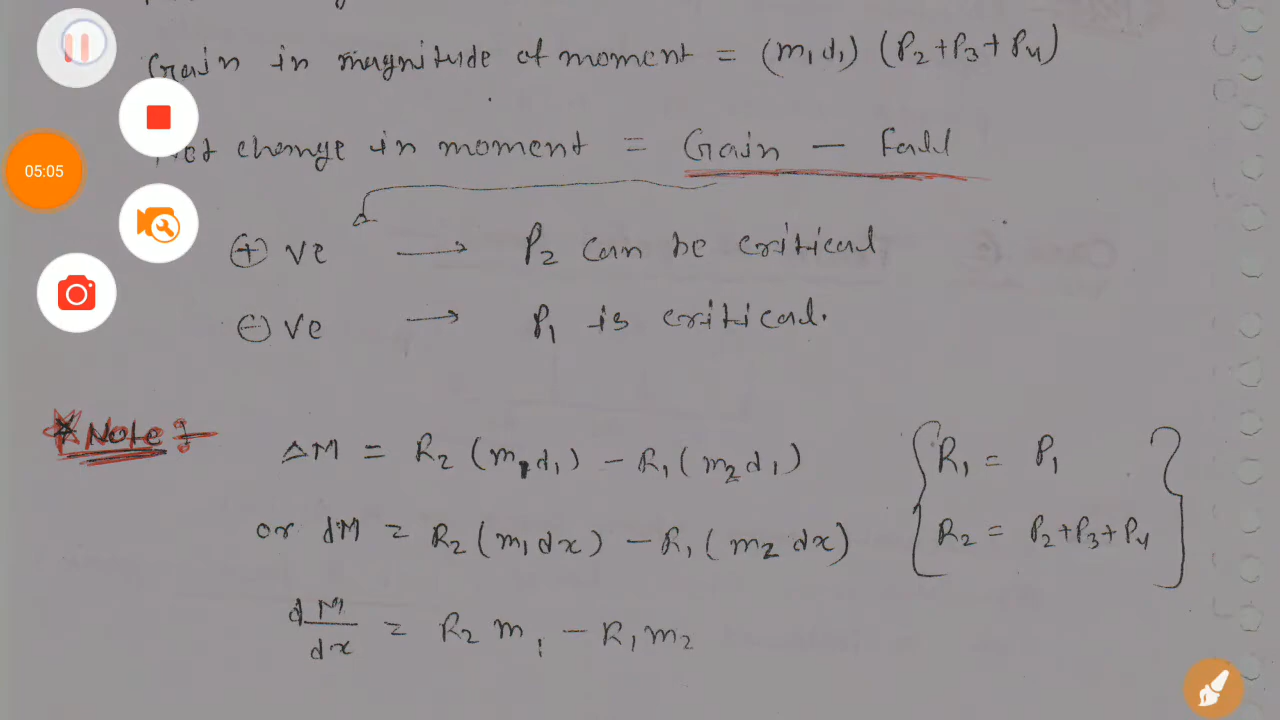 Gain in magnitude of moment = (m₁d₁) (P₂+P₃+P₄)
change in moment = Gain − Fall
⊕ ve → P₂ can be critical
⊖ ve → P₁ is critical.
05:05
* Note :- ΔM = R₂ (m₁d₁) − R₁ (m₂d₁) { R₁ = P₁
or dM = R₂ (m₁dx) − R₁ (m₂ dx) R₂ = P₂+P₃+P₄ }
dM/dx = R₂ m₁ − R₁ m₂